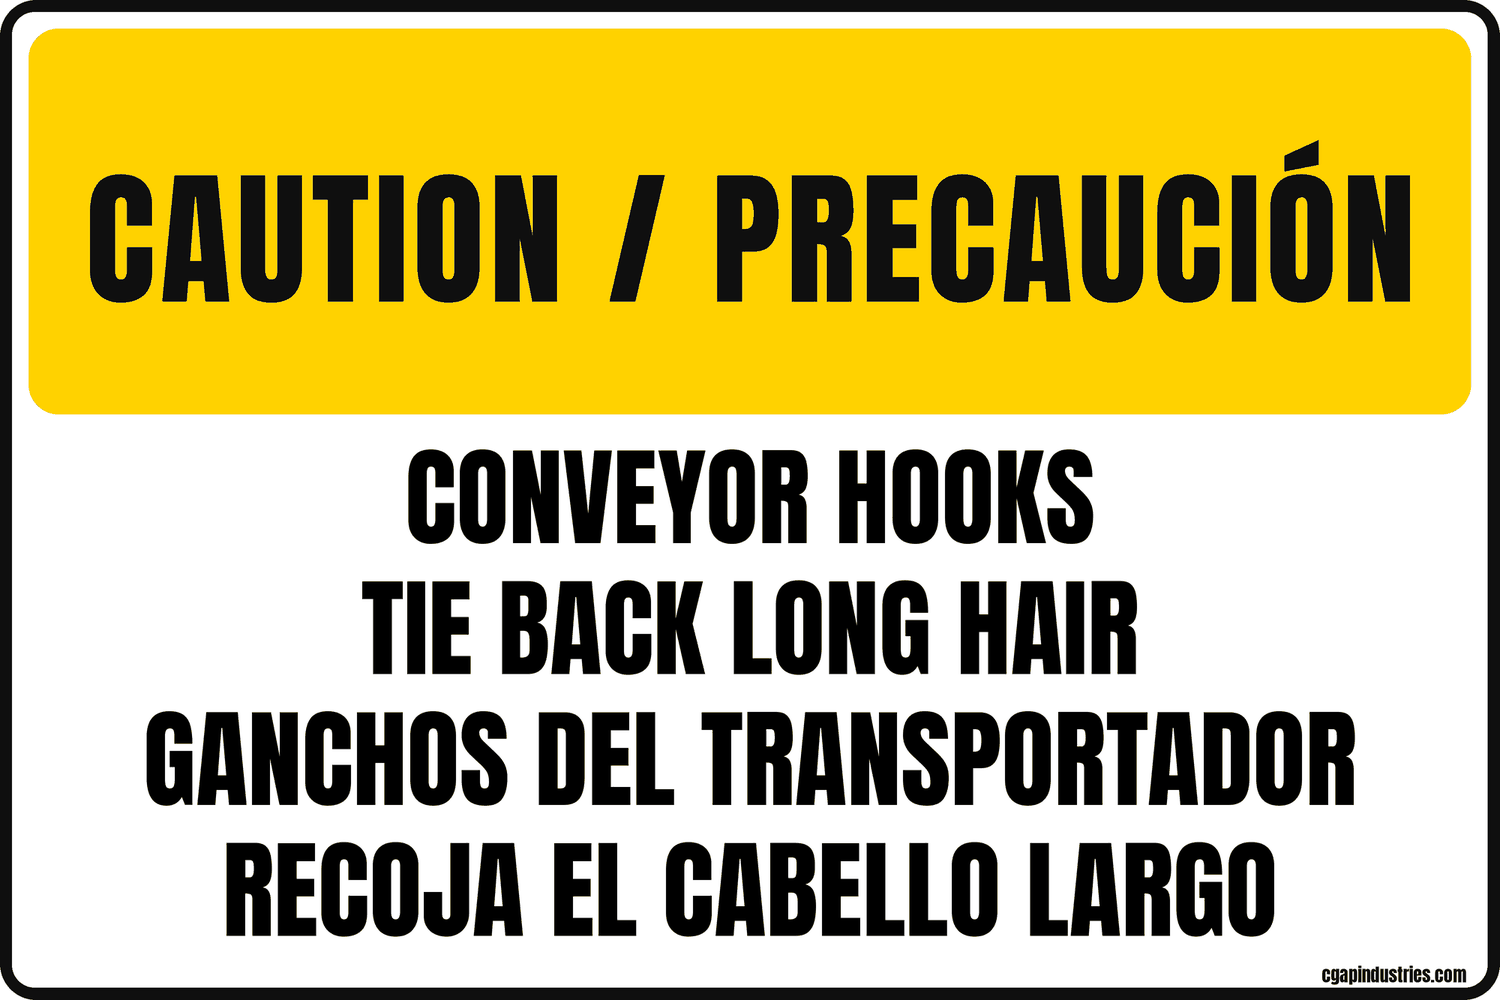 CAUTION / PRECAUCIÓN
CONVEYOR HOOKS
TIE BACK LONG HAIR
GANCHOS DEL TRANSPORTADOR
RECOJA EL CABELLO LARGO
cgapindustries.com